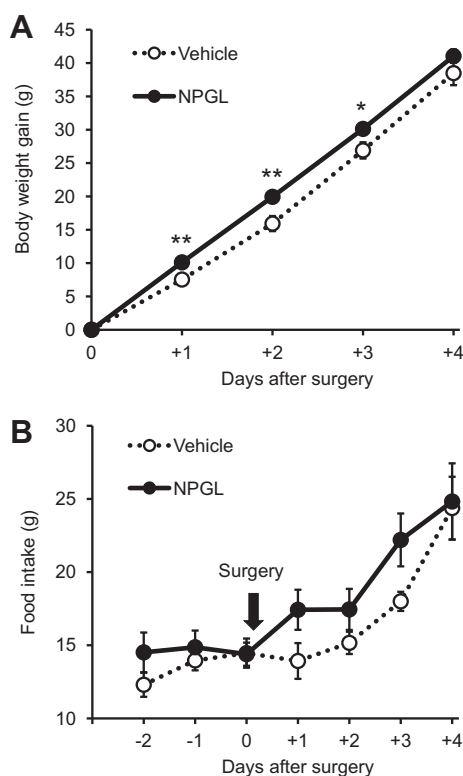 A
45
40
35
30
25
20
15
10
5
0
Body weight gain (g)
Vehicle
NPGL
**
**
*
0 +1 +2 +3 +4
Days after surgery
B
30
25
20
15
10
Food intake (g)
Vehicle
NPGL
Surgery
-2 -1 0 +1 +2 +3 +4
Days after surgery